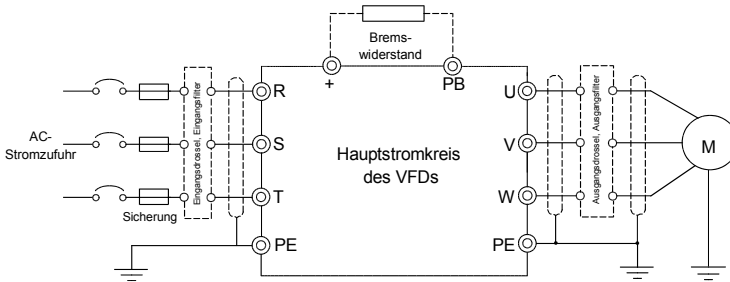 Brems-
widerstand
+
PB
R
U
AC-
Stromzufuhr
Eingangsdrossel, Eingangsfilter
S
Hauptstromkreis
des VFDs
V
Ausgangsdrossel, Ausgangsfilter
M
Sicherung
T
W
PE
PE